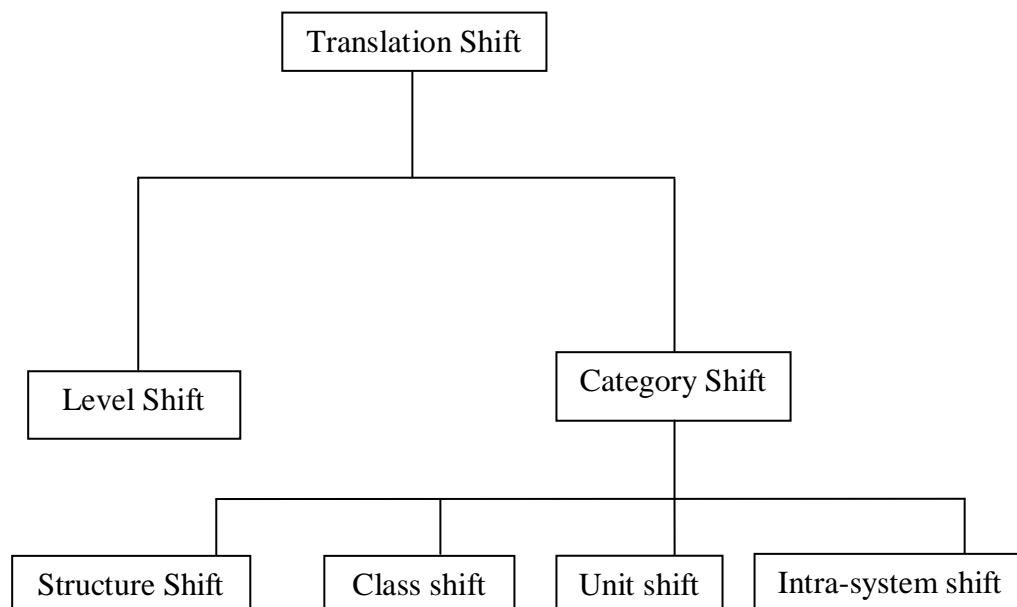 Translation Shift
Level Shift
Category Shift
Structure Shift
Class shift
Unit shift
Intra-system shift